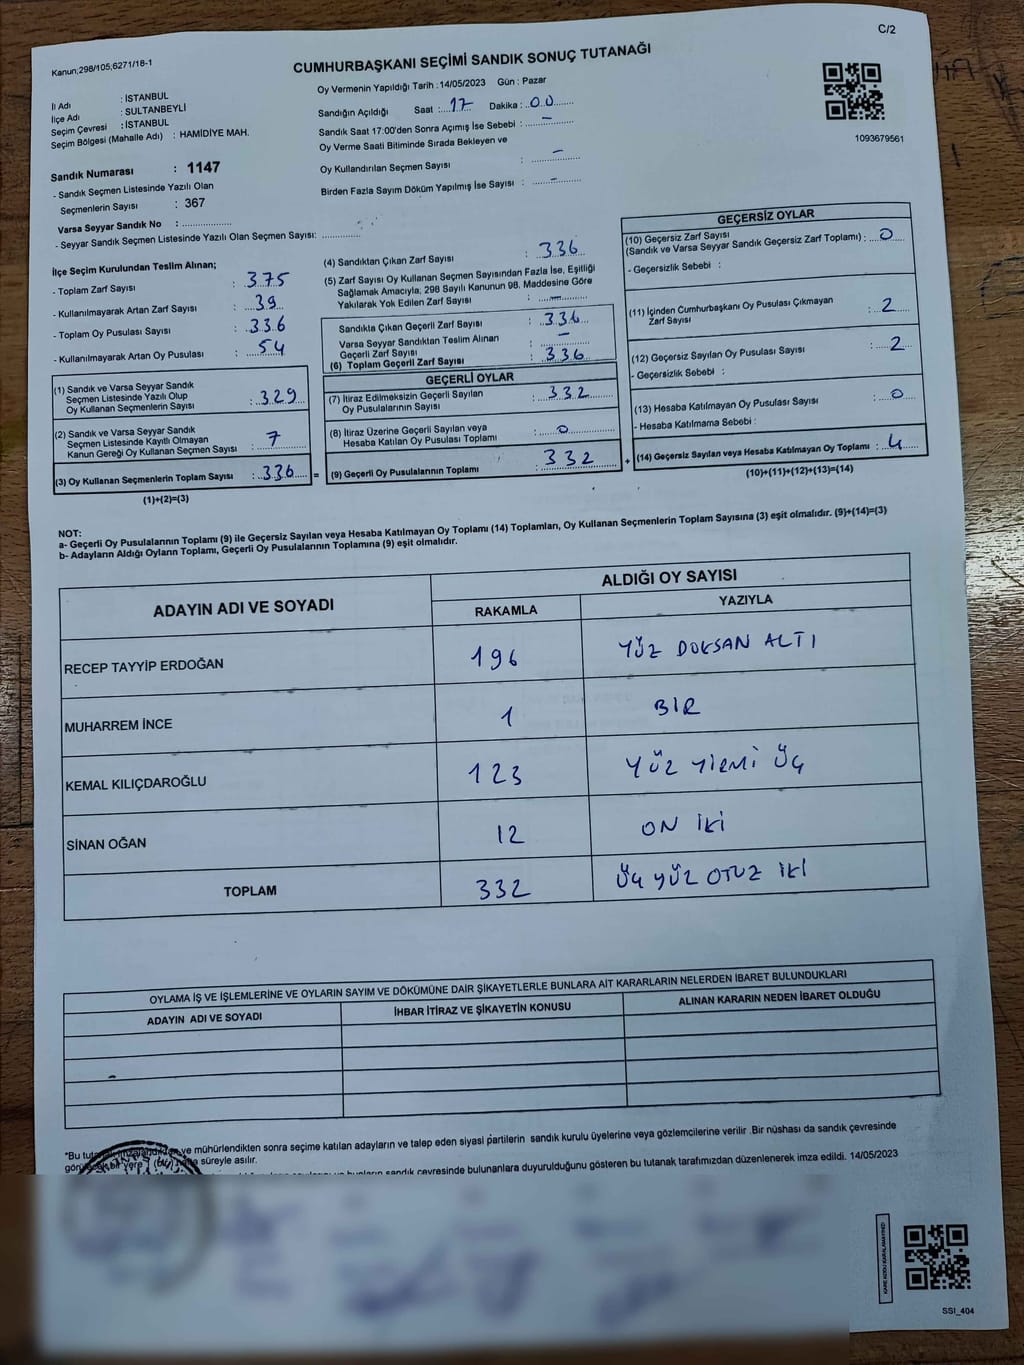 C/2
Kanun;298/105;6271/18-1
CUMHURBAŞKANI SEÇİMİ SANDIK SONUÇ TUTANAĞI
İl Adı : İSTANBUL
İlçe Adı : SULTANBEYLİ
Seçim Çevresi : İSTANBUL
Seçim Bölgesi (Mahalle Adı) : HAMİDİYE MAH.
Oy Vermenin Yapıldığı Tarih :14/05/2023 Gün : Pazar
Sandığın Açıldığı Saat :..17.. Dakika :..00..
Sandık Saat 17:00'den Sonra Açımış İse Sebebi : –
Oy Verme Saati Bitiminde Sırada Bekleyen ve
Oy Kullandırılan Seçmen Sayısı : –
Birden Fazla Sayım Döküm Yapılmış İse Sayısı : –
1093679561
Sandık Numarası : 1147
- Sandık Seçmen Listesinde Yazılı Olan
Seçmenlerin Sayısı : 367
Varsa Seyyar Sandık No :
- Seyyar Sandık Seçmen Listesinde Yazılı Olan Seçmen Sayısı:
İlçe Seçim Kurulundan Teslim Alınan;
- Toplam Zarf Sayısı : 375
- Kullanılmayarak Artan Zarf Sayısı : 39
- Toplam Oy Pusulası Sayısı : 336
- Kullanılmayarak Artan Oy Pusulası : 54
(1) Sandık ve Varsa Seyyar Sandık
Seçmen Listesinde Yazılı Olup
Oy Kullanan Seçmenlerin Sayısı : 329
(2) Sandık ve Varsa Seyyar Sandık
Seçmen Listesinde Kayıtlı Olmayan
Kanun Gereği Oy Kullanan Seçmen Sayısı : 7
(3) Oy Kullanan Seçmenlerin Toplam Sayısı : 336 =
(1)+(2)=(3)
(4) Sandıktan Çıkan Zarf Sayısı : 336
(5) Zarf Sayısı Oy Kullanan Seçmen Sayısından Fazla İse, Eşitliği
Sağlamak Amacıyla, 298 Sayılı Kanunun 98. Maddesine Göre
Yakılarak Yok Edilen Zarf Sayısı : –
Sandıkta Çıkan Geçerli Zarf Sayısı : 336
Varsa Seyyar Sandıktan Teslim Alınan
Geçerli Zarf Sayısı : –
(6) Toplam Geçerli Zarf Sayısı : 336
GEÇERLİ OYLAR
(7) İtiraz Edilmeksizin Geçerli Sayılan
Oy Pusulalarının Sayısı : 332
(8) İtiraz Üzerine Geçerli Sayılan veya
Hesaba Katılan Oy Pusulası Toplamı : 0
(9) Geçerli Oy Pusulalarının Toplamı : 332 +
GEÇERSİZ OYLAR
(10) Geçersiz Zarf Sayısı
(Sandık ve Varsa Seyyar Sandık Geçersiz Zarf Toplamı) : 0
- Geçersizlik Sebebi :
(11) İçinden Cumhurbaşkanı Oy Pusulası Çıkmayan
Zarf Sayısı : 2
(12) Geçersiz Sayılan Oy Pusulası Sayısı : 2
- Geçersizlik Sebebi :
(13) Hesaba Katılmayan Oy Pusulası Sayısı : 0
- Hesaba Katılmama Sebebi :
(14) Geçersiz Sayılan veya Hesaba Katılmayan Oy Toplamı : 4
(10)+(11)+(12)+(13)=(14)
NOT:
a- Geçerli Oy Pusulalarının Toplamı (9) ile Geçersiz Sayılan veya Hesaba Katılmayan Oy Toplamı (14) Toplamları, Oy Kullanan Seçmenlerin Toplam Sayısına (3) eşit olmalıdır. (9)+(14)=(3)
b- Adayların Aldığı Oyların Toplamı, Geçerli Oy Pusulalarının Toplamına (9) eşit olmalıdır.
ADAYIN ADI VE SOYADI ALDIĞI OY SAYISI
RAKAMLA YAZIYLA
RECEP TAYYİP ERDOĞAN 196 YÜZ DOKSAN ALTI
MUHARREM İNCE 1 BİR
KEMAL KILIÇDAROĞLU 123 YÜZ YİRMİ ÜÇ
SİNAN OĞAN 12 ON İKİ
TOPLAM 332 ÜÇ YÜZ OTUZ İKİ
OYLAMA İŞ VE İŞLEMLERİNE VE OYLARIN SAYIM VE DÖKÜMÜNE DAİR ŞİKAYETLERLE BUNLARA AİT KARARLARIN NELERDEN İBARET BULUNDUKLARI
ADAYIN ADI VE SOYADI İHBAR İTİRAZ VE ŞİKAYETİN KONUSU ALINAN KARARIN NEDEN İBARET OLDUĞU
*Bu ve mühürlendikten sonra seçime katılan adayların ve talep eden siyasi partilerin sandık kurulu üyelerine veya gözlemcilerine verilir .Bir nüshası da sandık çevresinde
süreyle asılır.
bunların sandık çevresinde bulunanlara duyurulduğunu gösteren bu tutanak tarafımızdan düzenlenerek imza edildi. 14/05/2023
KARE KODU KARALAMAYINIZ!
SSI_404